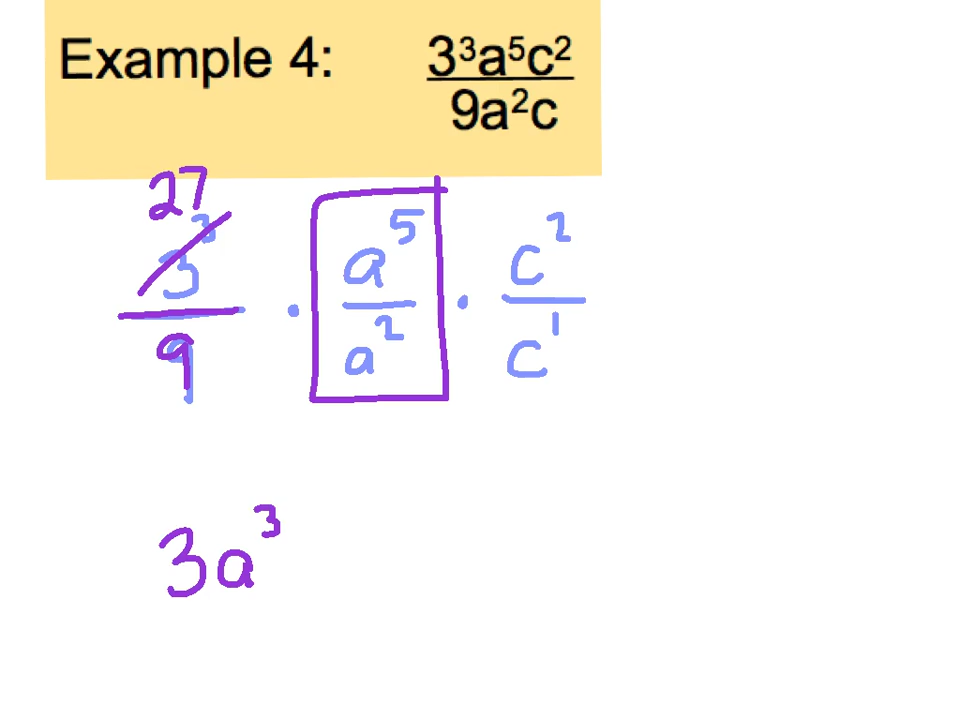 Example 4: 3³a⁵c²
9a²c
27
3³ · a⁵ · c²
9 a² c¹
3a³